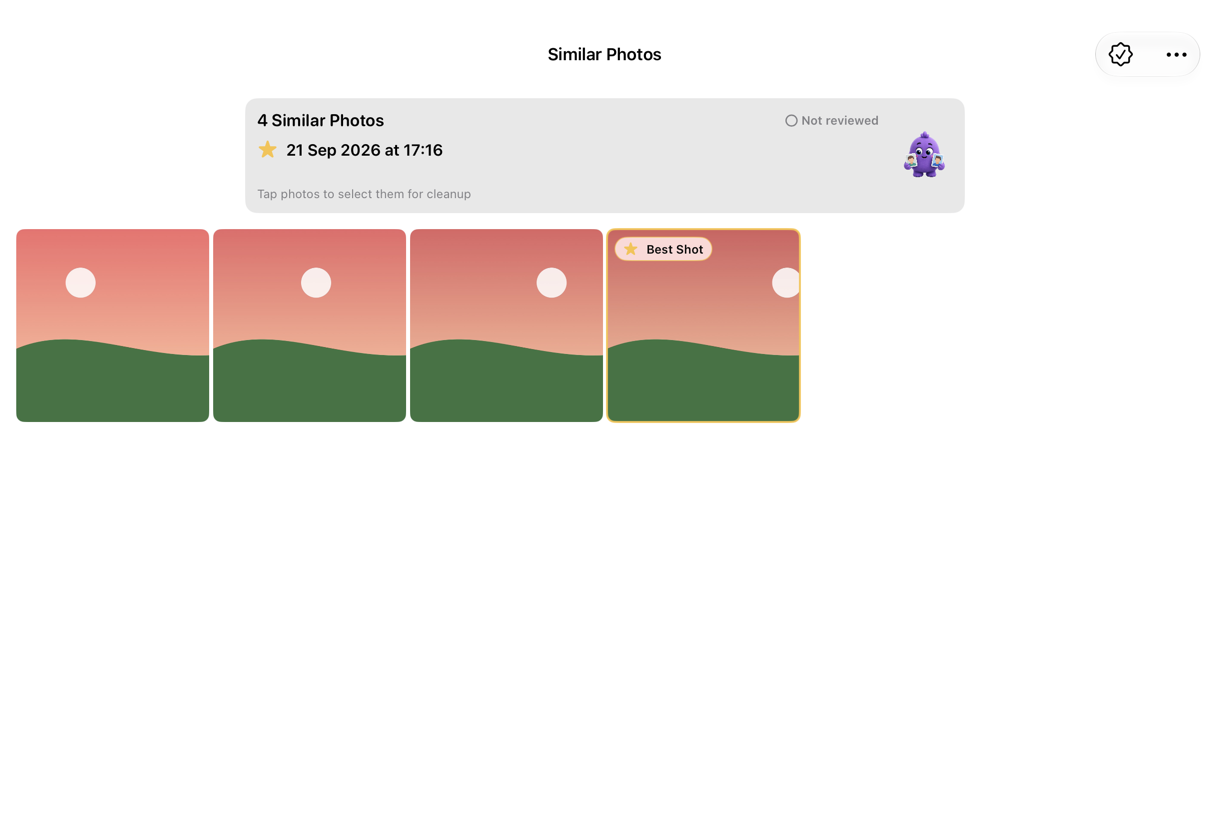 Similar Photos
4 Similar Photos
Not reviewed
21 Sep 2026 at 17:16
Tap photos to select them for cleanup
Best Shot